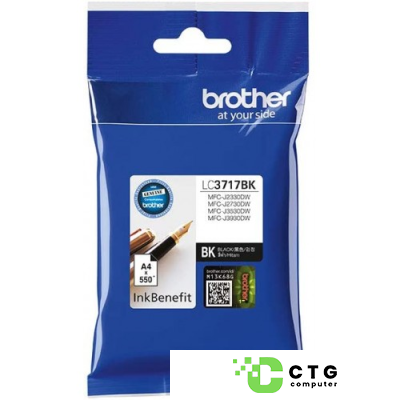 brother
at your side
GENUINE
brother
LC3717BK
MFC-J2330DW
MFC-J2730DW
MFC-J3530DW
MFC-J3930DW
BK
A4
x
550
InkBenefit
CTG
computer